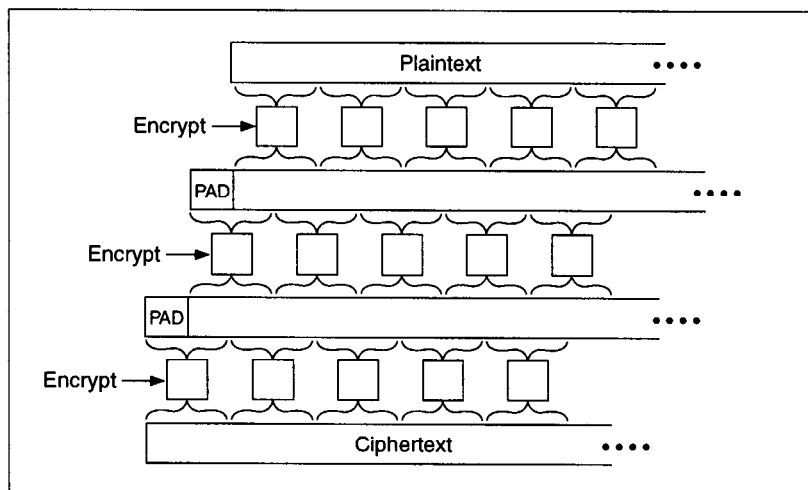 Plaintext
Encrypt
PAD
Encrypt
PAD
Encrypt
Ciphertext